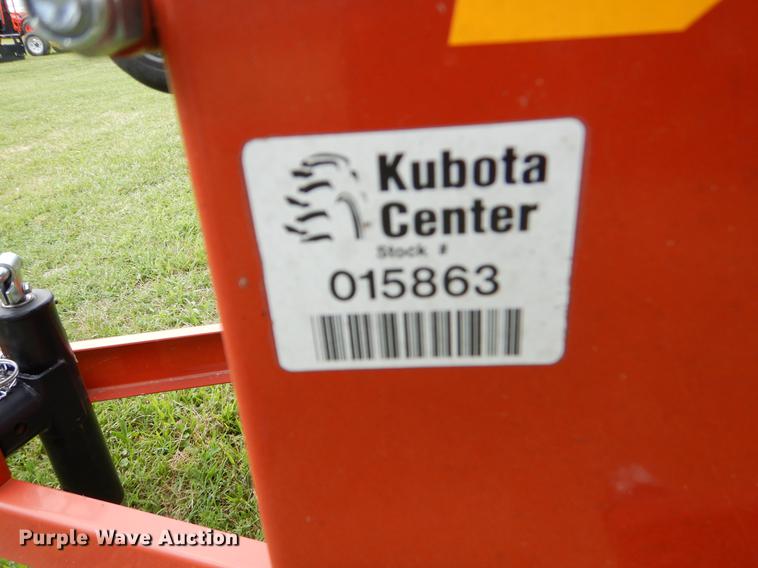 Kubota
Center
Stock #
015863
Purple Wave Auction